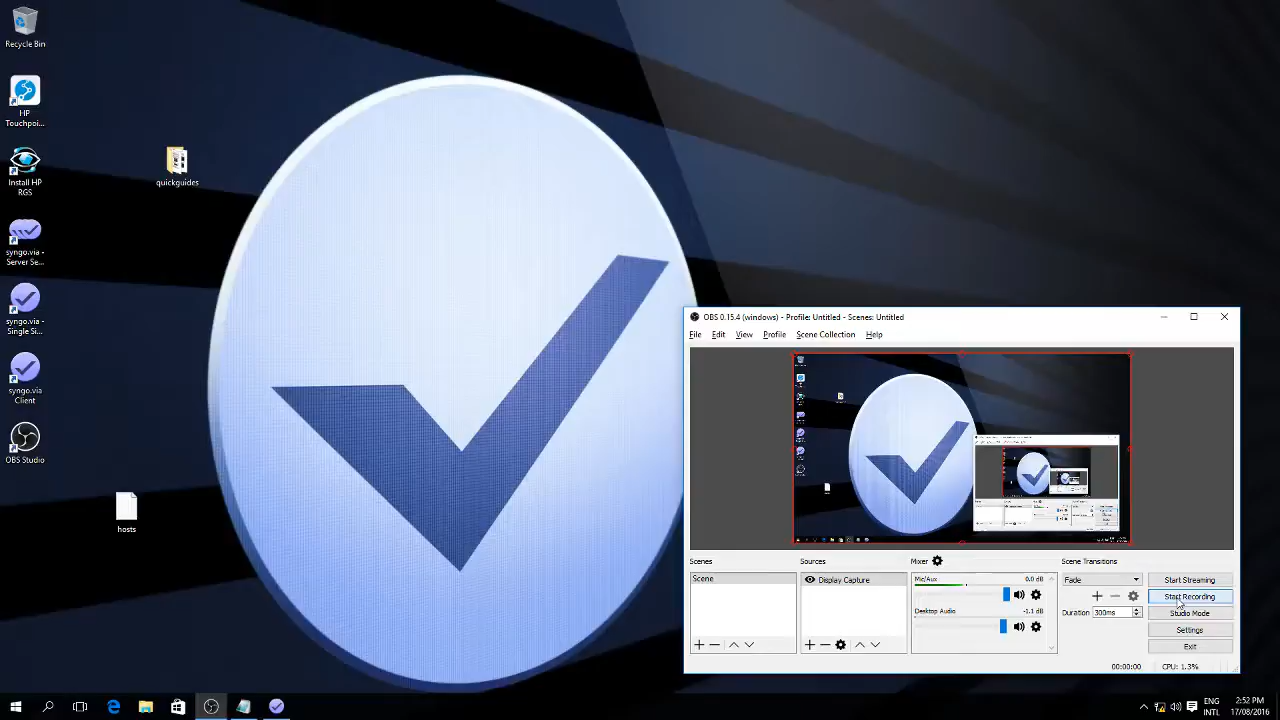 Recycle Bin
HP
Touchpoi...
Install HP
RGS
syngo.via -
Server Se...
syngo.via -
Single Si...
syngo.via
Client
OBS Studio
quickguides
hosts
OBS 0.15.4 (windows) - Profile: Untitled - Scenes: Untitled
File Edit View Profile Scene Collection Help
Scenes
Scene
Sources
Display Capture
Mixer
Mic/Aux 0.0 dB
Desktop Audio -1.1 dB
Scene Transitions
Fade
Duration 300ms
Start Streaming
Start Recording
Studio Mode
Settings
Exit
00:00:00 CPU: 1.3%
ENG
INTL
2:52 PM
17/08/2016